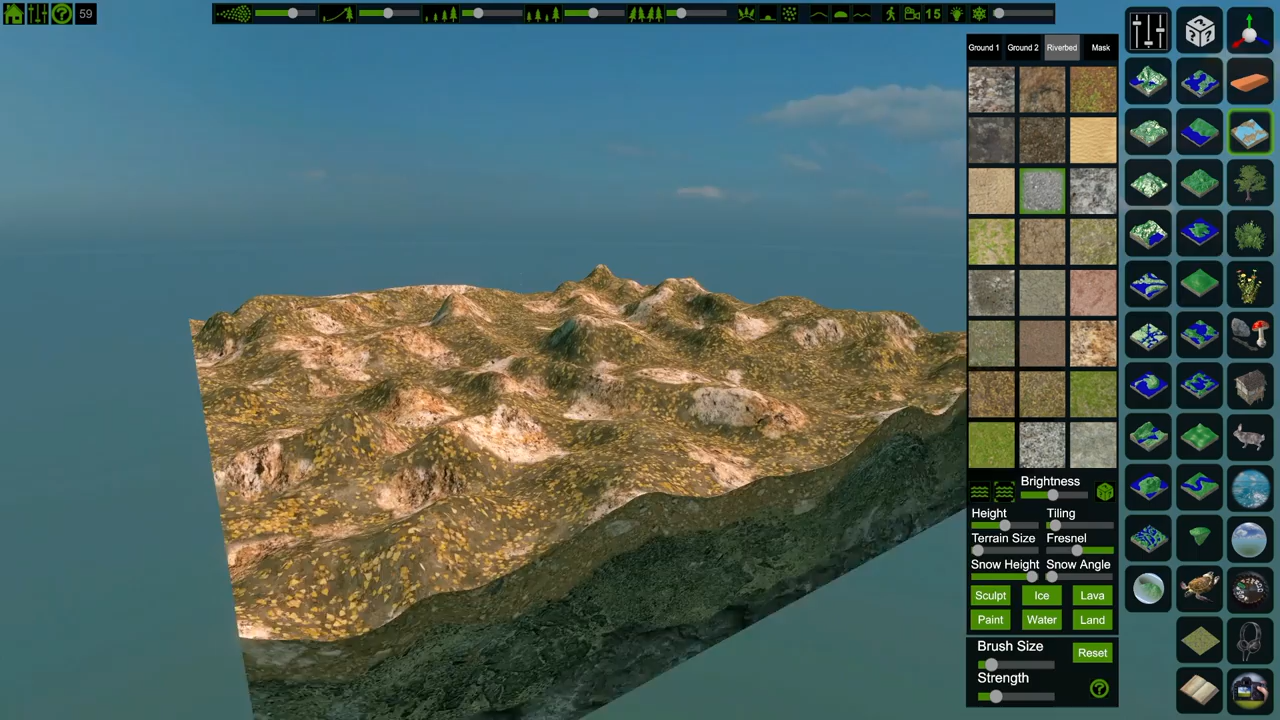 59
15
Ground 1 Ground 2 Riverbed Mask
Brightness
Height Tiling
Terrain Size Fresnel
Snow Height Snow Angle
Sculpt Ice Lava
Paint Water Land
Brush Size
Reset
Strength